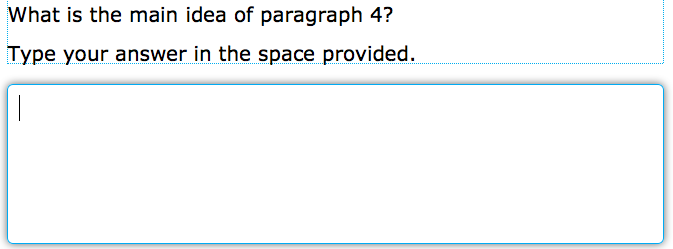 What is the main idea of paragraph 4?
Type your answer in the space provided.